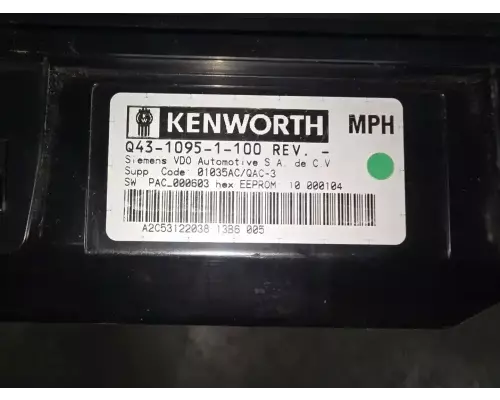 KENWORTH MPH
Q43-1095-1-100 REV. -
Siemens VDO Automotive S.A. de C.V
Supp Code: 01035AC/QAC-3
SW PAC_000603 hex EEPROM 10 000104
A2C53122038 13B6 005